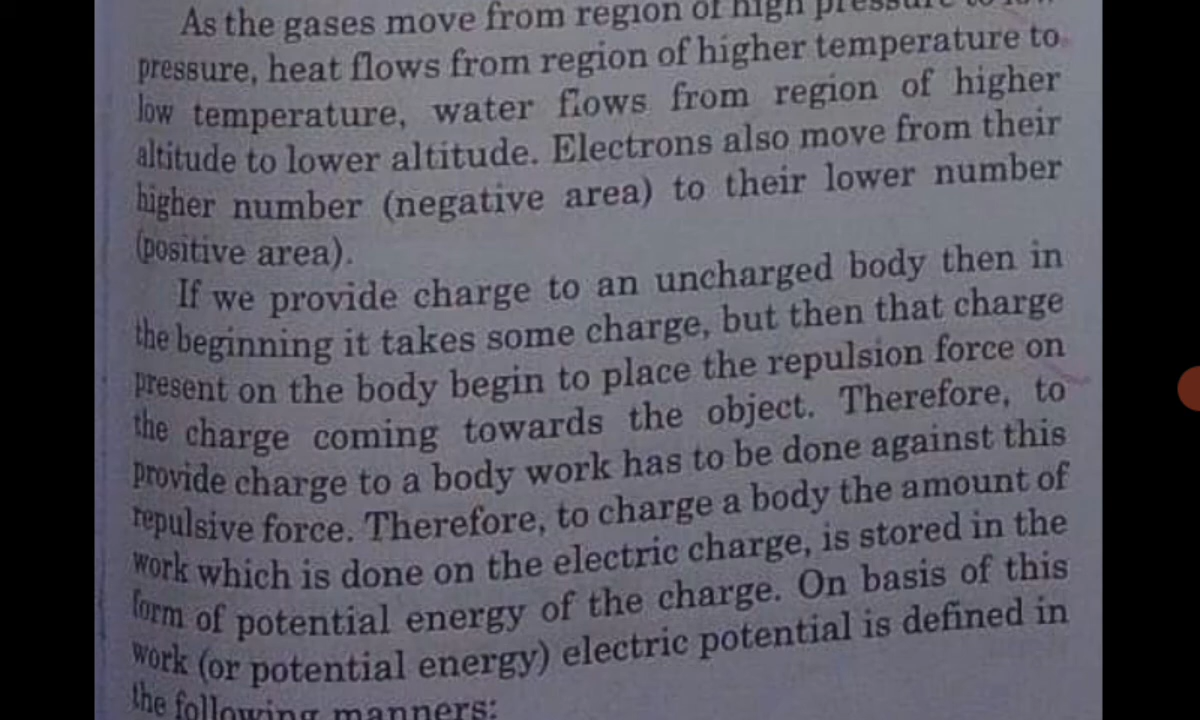 As the gases move from region of high pressure to low
pressure, heat flows from region of higher temperature to
low temperature, water flows from region of higher
altitude to lower altitude. Electrons also move from their
higher number (negative area) to their lower number
(positive area).
If we provide charge to an uncharged body then in
the beginning it takes some charge, but then that charge
present on the body begin to place the repulsion force on
the charge coming towards the object. Therefore, to
provide charge to a body work has to be done against this
repulsive force. Therefore, to charge a body the amount of
work which is done on the electric charge, is stored in the
form of potential energy of the charge. On basis of this
work (or potential energy) electric potential is defined in
the following manners: